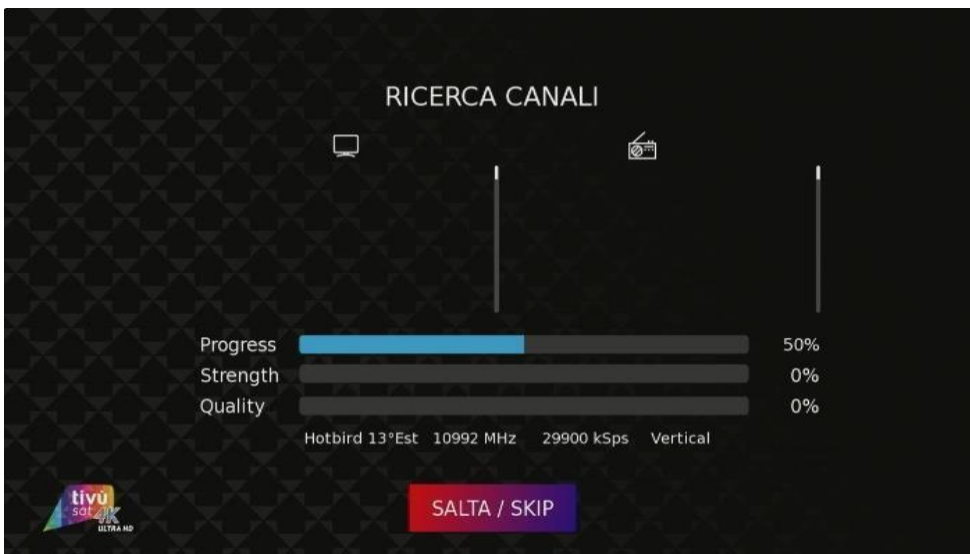 RICERCA CANALI
Progress 50%
Strength 0%
Quality 0%
Hotbird 13°Est 10992 MHz 29900 kSps Vertical
tivù
sat 4K
ULTRA HD
SALTA / SKIP